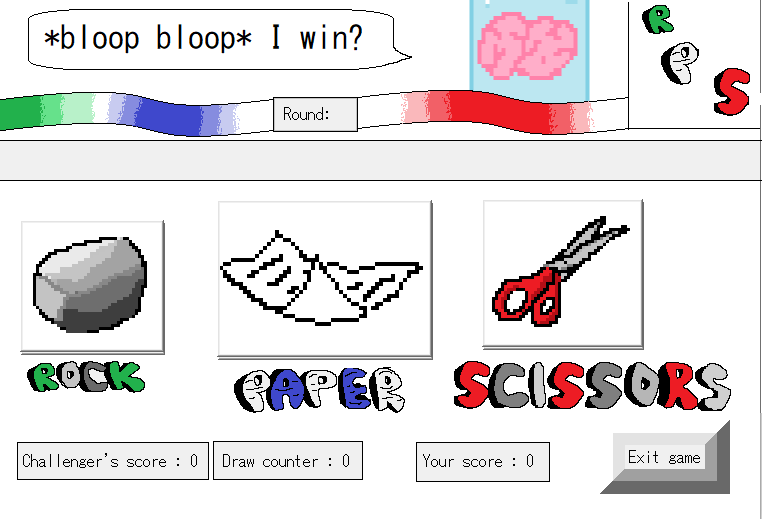 *bloop bloop* I win?
R
P
S
Round:
ROCK
PAPER
SCISSORS
Challenger's score : 0
Draw counter : 0
Your score : 0
Exit game